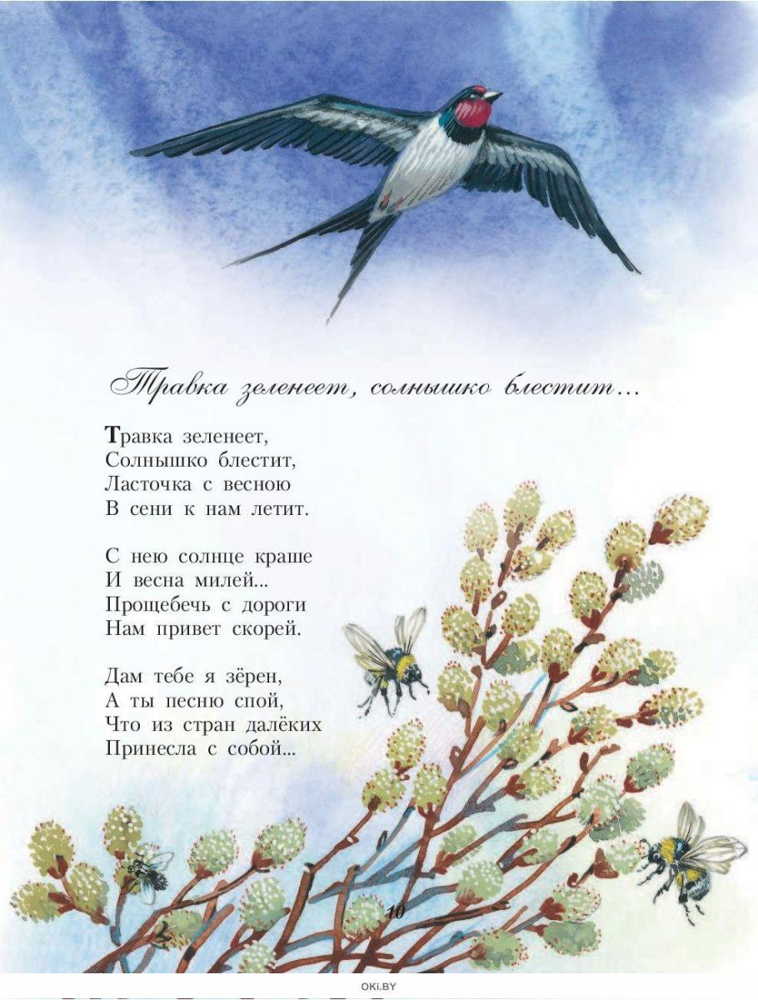 Травка зеленеет, солнышко блестит...
Травка зеленеет,
Солнышко блестит,
Ласточка с весною
В сени к нам летит.
С нею солнце краше
И весна милей...
Прощебечь с дороги
Нам привет скорей.
Дам тебе я зёрен,
А ты песню спой,
Что из стран далёких
Принесла с собой...
10
OKi.BY